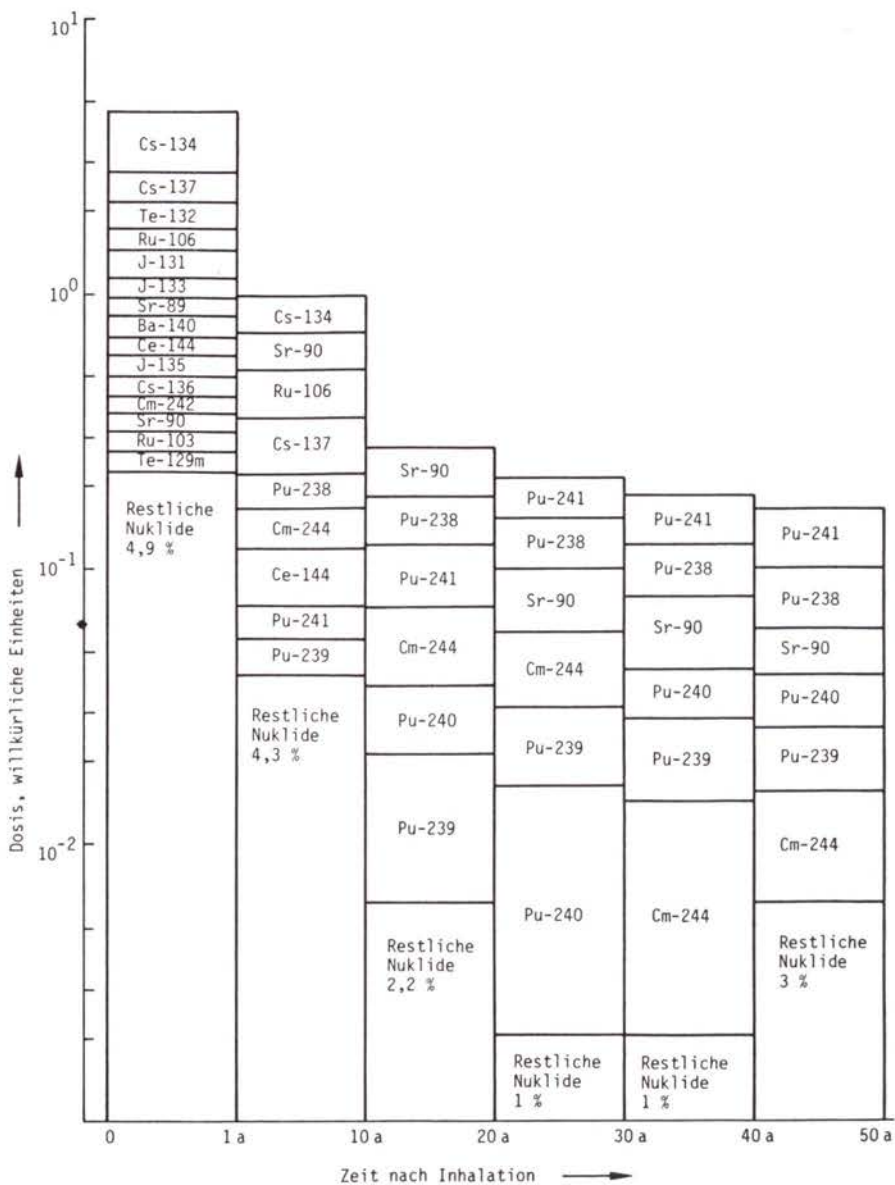 10¹
Cs-134
Cs-137
Te-132
Ru-106
J-131
J-133
Sr-89
Ba-140
Ce-144
J-135
Cs-136
Cm-242
Sr-90
Ru-103
Te-129m
Restliche
Nuklide
4,9 %
10⁰
Cs-134
Sr-90
Ru-106
Cs-137
Pu-238
Cm-244
Ce-144
Pu-241
Pu-239
Restliche
Nuklide
4,3 %
Sr-90
Pu-238
Pu-241
Cm-244
Pu-240
Pu-239
Restliche
Nuklide
2,2 %
Pu-241
Pu-238
Sr-90
Cm-244
Pu-239
Pu-240
Restliche
Nuklide
1 %
Pu-241
Pu-238
Sr-90
Pu-240
Pu-239
Cm-244
Restliche
Nuklide
1 %
Pu-241
Pu-238
Sr-90
Pu-240
Pu-239
Cm-244
Restliche
Nuklide
3 %
10⁻¹
10⁻²
Dosis, willkürliche Einheiten
0 1 a 10 a 20 a 30 a 40 a 50 a
Zeit nach Inhalation